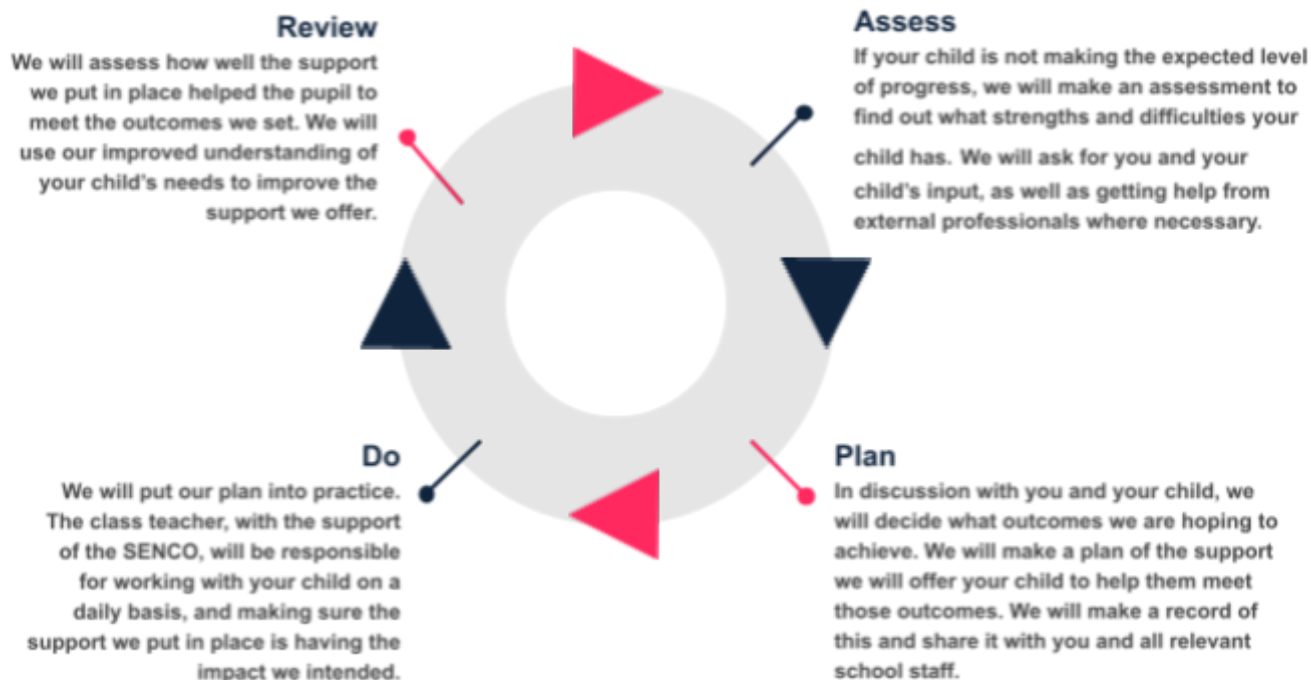 Review
We will assess how well the support
we put in place helped the pupil to
meet the outcomes we set. We will
use our improved understanding of
your child's needs to improve the
support we offer.
Assess
If your child is not making the expected level
of progress, we will make an assessment to
find out what strengths and difficulties your
child has. We will ask for you and your
child's input, as well as getting help from
external professionals where necessary.
Do
We will put our plan into practice.
The class teacher, with the support
of the SENCO, will be responsible
for working with your child on a
daily basis, and making sure the
support we put in place is having the
impact we intended.
Plan
In discussion with you and your child, we
will decide what outcomes we are hoping to
achieve. We will make a plan of the support
we will offer your child to help them meet
those outcomes. We will make a record of
this and share it with you and all relevant
school staff.